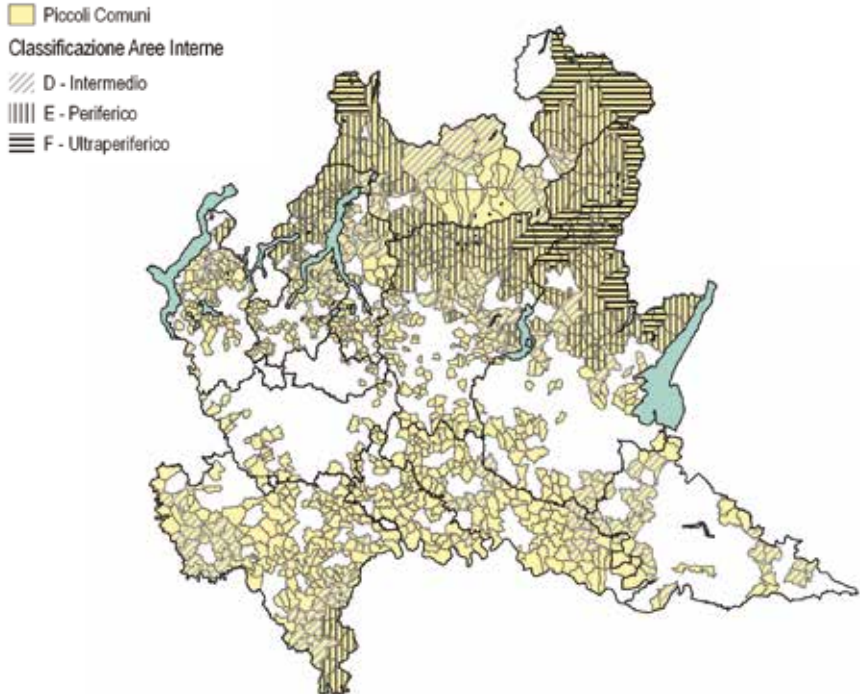 Piccoli Comuni
Classificazione Aree Interne
D - Intermedio
E - Periferico
F - Ultraperiferico